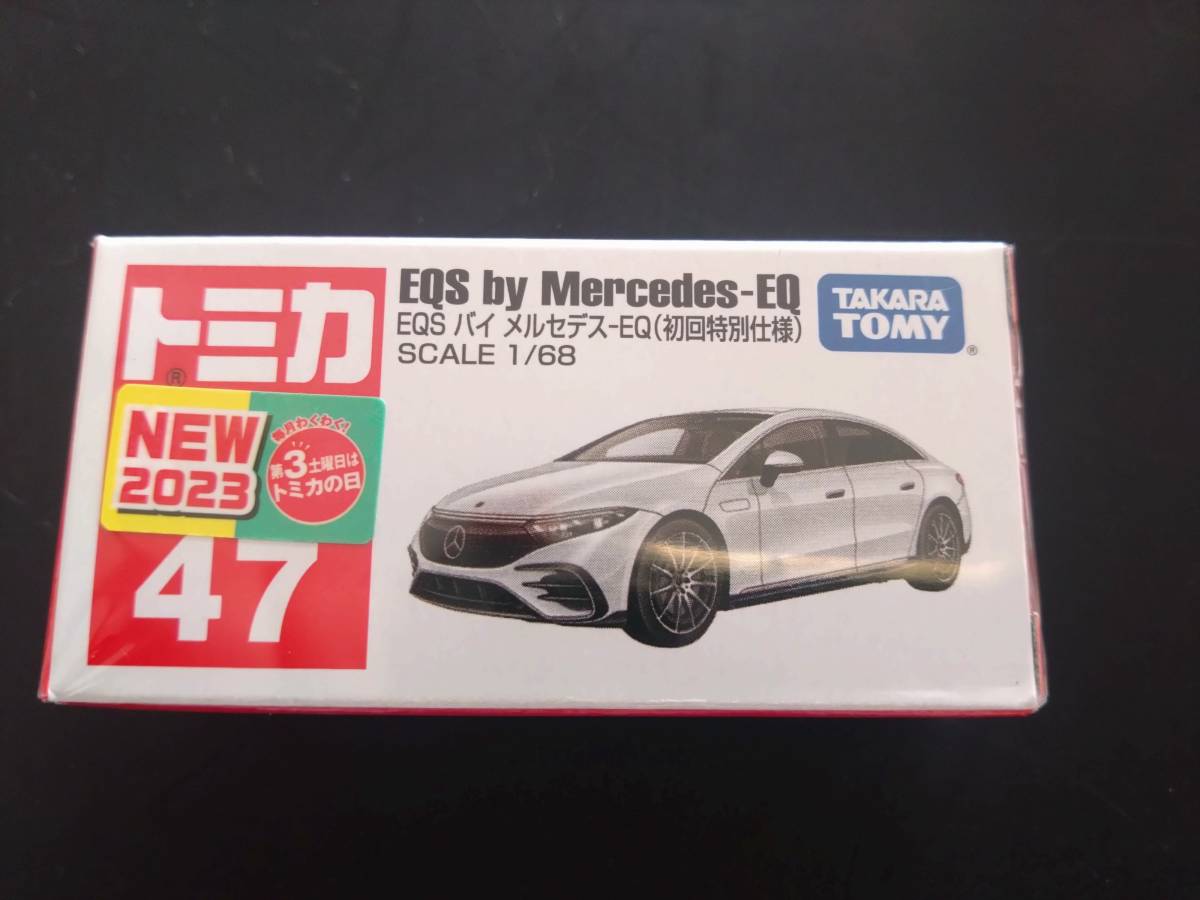 トミカ
®
EQS by Mercedes-EQ
EQS バイ メルセデス-EQ(初回特別仕様)
SCALE 1/68
TAKARA
TOMY
®
NEW
2023
毎月わくわく!
第3土曜日は
トミカの日
47